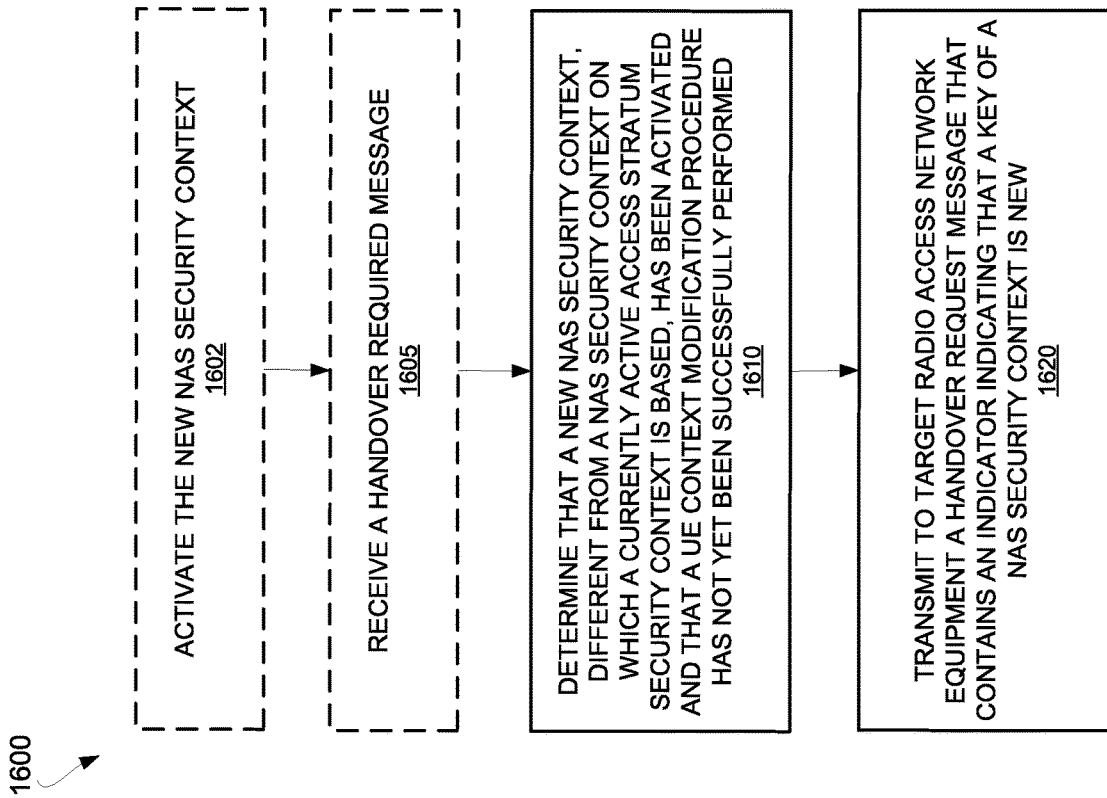 1600
ACTIVATE THE NEW NAS SECURITY CONTEXT
1602
RECEIVE A HANDOVER REQUIRED MESSAGE
1605
DETERMINE THAT A NEW NAS SECURITY CONTEXT,
DIFFERENT FROM A NAS SECURITY CONTEXT ON
WHICH A CURRENTLY ACTIVE ACCESS STRATUM
SECURITY CONTEXT IS BASED, HAS BEEN ACTIVATED
AND THAT A UE CONTEXT MODIFICATION PROCEDURE
HAS NOT YET BEEN SUCCESSFULLY PERFORMED
1610
TRANSMIT TO TARGET RADIO ACCESS NETWORK
EQUIPMENT A HANDOVER REQUEST MESSAGE THAT
CONTAINS AN INDICATOR INDICATING THAT A KEY OF A
NAS SECURITY CONTEXT IS NEW
1620